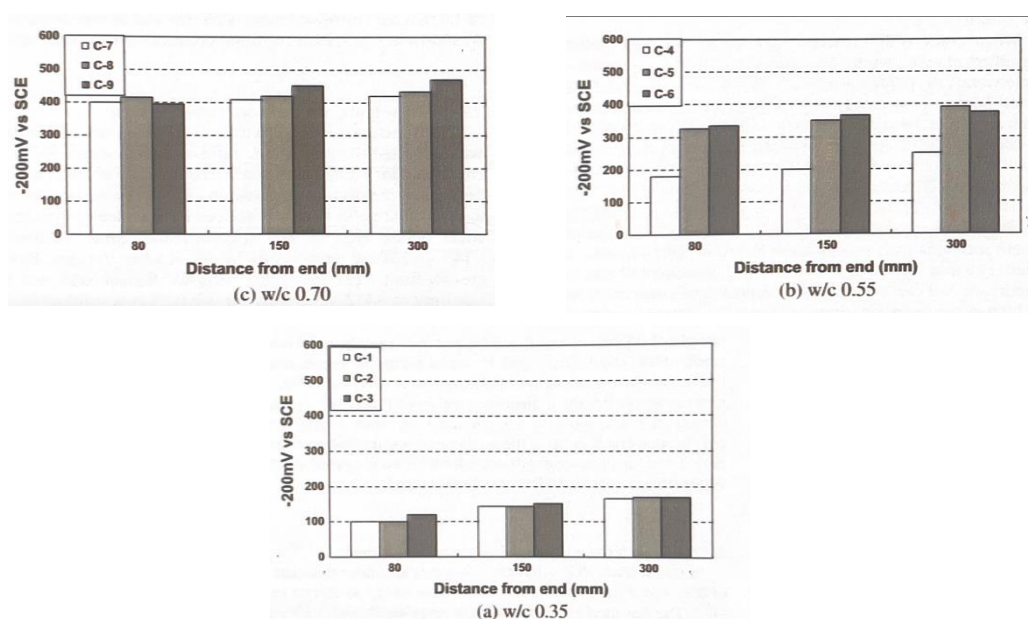 600
500
400
300
200
100
0
-200mV vs SCE
C-7
C-8
C-9
80 150 300
Distance from end (mm)
(c) w/c 0.70
600
500
400
300
200
100
0
-200mV vs SCE
C-4
C-5
C-6
80 150 300
Distance from end (mm)
(b) w/c 0.55
600
500
400
300
200
100
0
-200mV vs SCE
C-1
C-2
C-3
80 150 300
Distance from end (mm)
(a) w/c 0.35